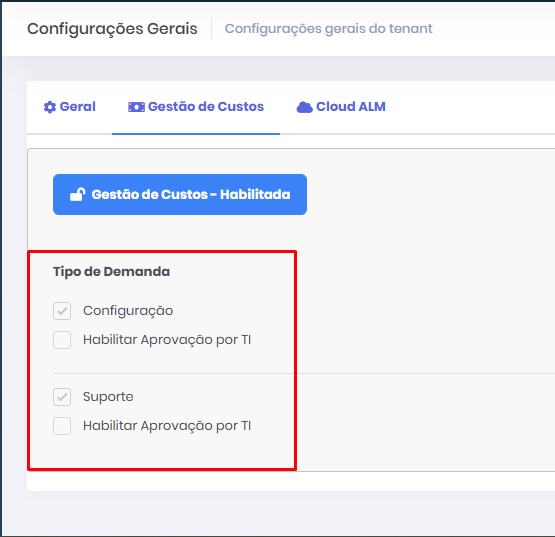 Configurações Gerais
Configurações gerais do tenant
Geral
Gestão de Custos
Cloud ALM
Gestão de Custos - Habilitada
Tipo de Demanda
Configuração
Habilitar Aprovação por TI
Suporte
Habilitar Aprovação por TI